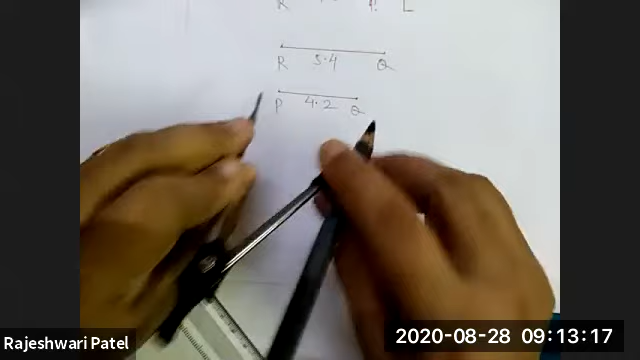 R L
R 5.4 Q
P 4.2 Q
Rajeshwari Patel
2020-08-28 09:13:17